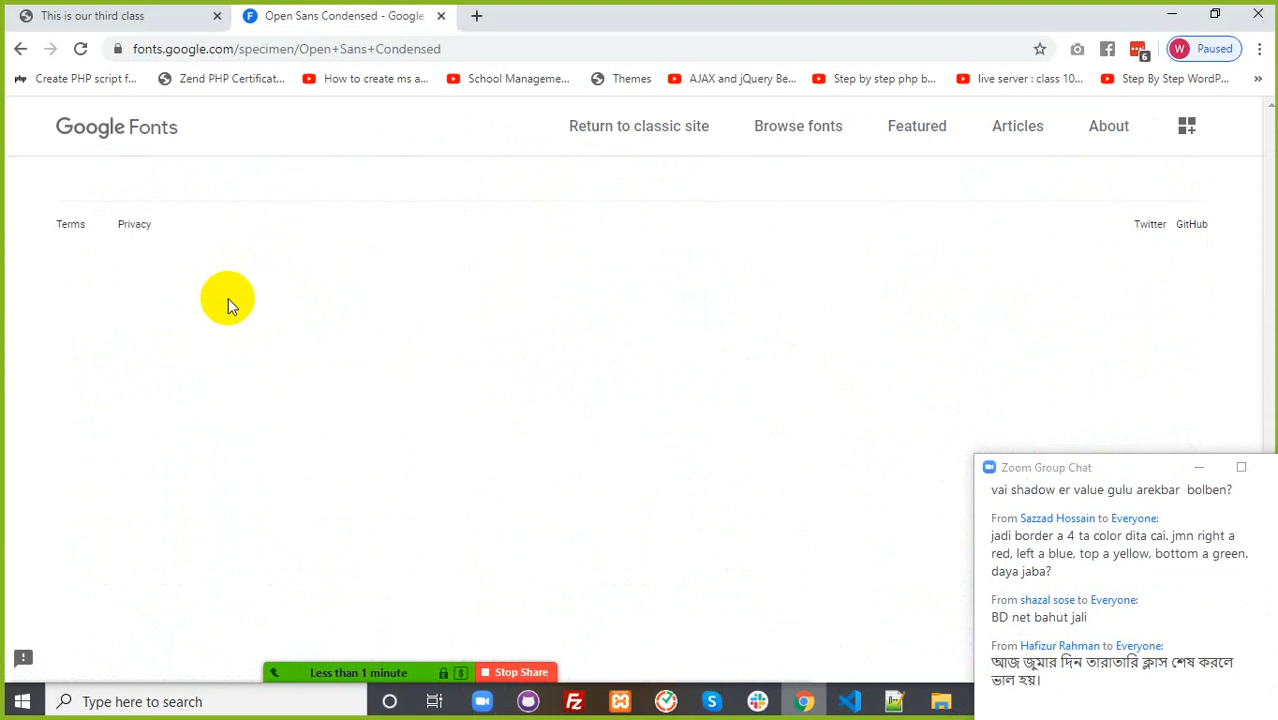 This is our third class
Open Sans Condensed - Google
fonts.google.com/specimen/Open+Sans+Condensed
6
W Paused
php Create PHP script f...
Zend PHP Certificat...
How to create ms a...
School Manageme...
Themes
AJAX and jQuery Be...
Step by step php b...
live server : class 10...
Step By Step WordP...
Google Fonts
Return to classic site
Browse fonts
Featured
Articles
About
Terms
Privacy
Twitter
GitHub
Zoom Group Chat
vai shadow er value gulu arekbar bolben?
From Sazzad Hossain to Everyone:
jadi border a 4 ta color dita cai. jmn right a
red, left a blue, top a yellow, bottom a green.
daya jaba?
From shazal sose to Everyone:
BD net bahut jali
From Hafizur Rahman to Everyone:
আজ জুমার দিন তারাতারি ক্লাস শেষ করলে
ভাল হয়।
Less than 1 minute
Stop Share
Type here to search